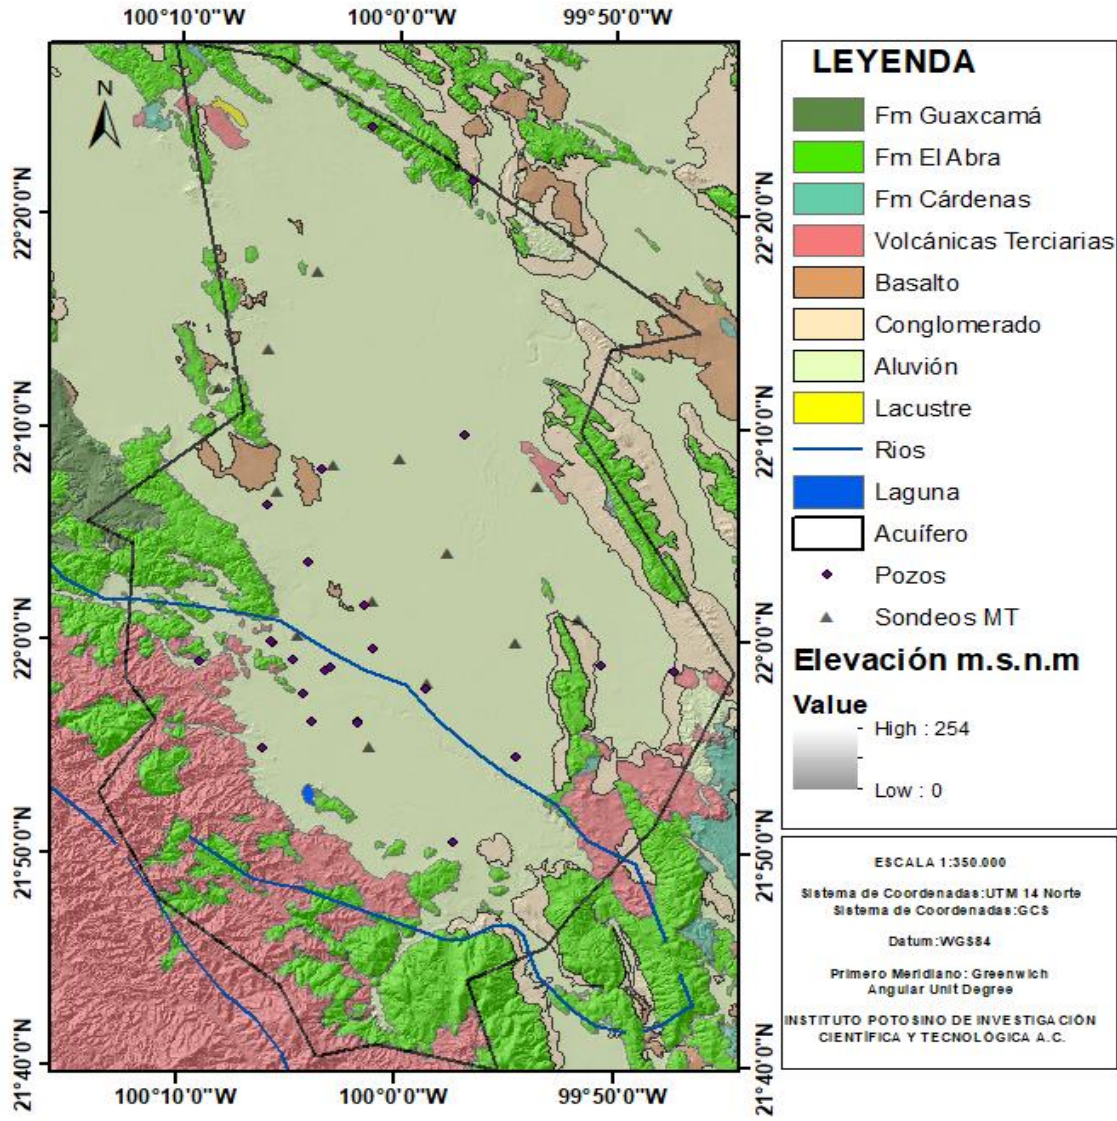 100°10'0"W
100°0'0"W
99°50'0"W
N
22°20'0"N
22°10'0"N
22°0'0"N
21°50'0"N
21°40'0"N
22°20'0"N
22°10'0"N
22°0'0"N
21°50'0"N
21°40'0"N
100°10'0"W
100°0'0"W
99°50'0"W
LEYENDA
Fm Guaxcamá
Fm El Abra
Fm Cárdenas
Volcánicas Terciarias
Basalto
Conglomerado
Aluvión
Lacustre
Rios
Laguna
Acuífero
Pozos
Sondeos MT
Elevación m.s.n.m
Value
High : 254
Low : 0
ESCALA 1:350.000
Sistema de Coordenadas:UTM 14 Norte
Sistema de Coordenadas:GCS
Datum:WGS84
Primero Meridiano: Greenwich
Angular Unit Degree
INSTITUTO POTOSINO DE INVESTIGACIÓN
CIENTÍFICA Y TECNOLÓGICA A.C.